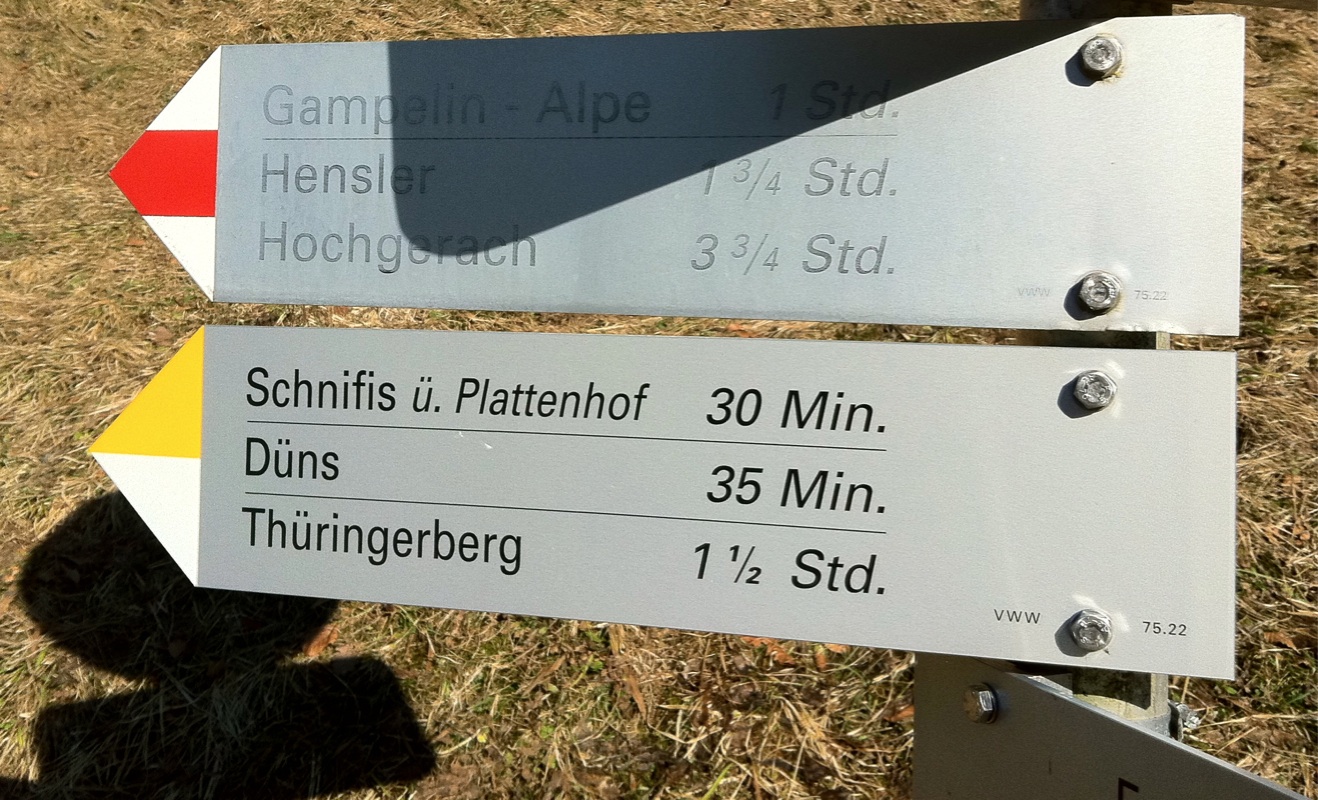 Gampelin - Alpe 1 Std.
Hensler 1 3/4 Std.
Hochgerach 3 3/4 Std.
VWW 75.22
Schnifis ü. Plattenhof 30 Min.
Düns 35 Min.
Thüringerberg 1 ½ Std.
VWW 75.22